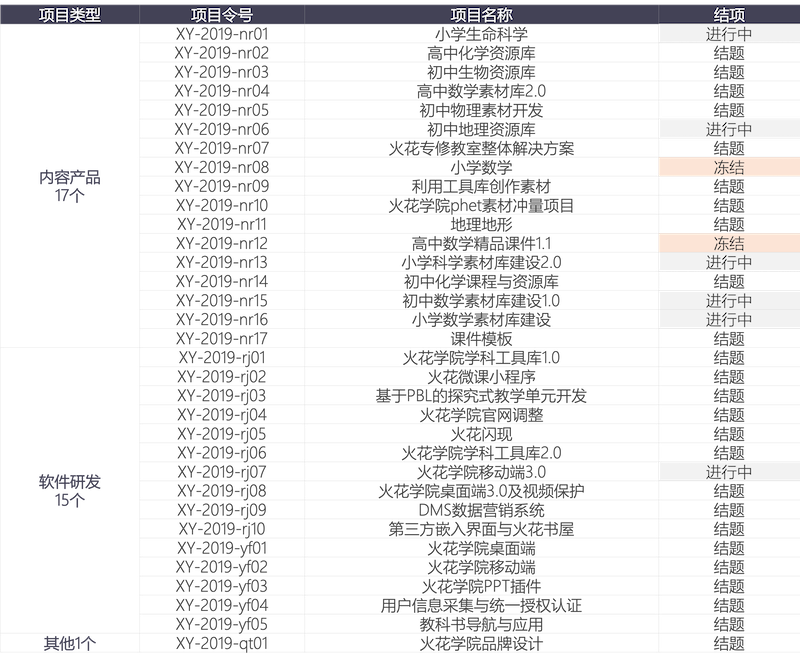 项目类型 项目令号 项目名称 结项
XY-2019-nr01 小学生命科学 进行中
XY-2019-nr02 高中化学资源库 结题
XY-2019-nr03 初中生物资源库 结题
XY-2019-nr04 高中数学素材库2.0 结题
XY-2019-nr05 初中物理素材开发 结题
XY-2019-nr06 初中地理资源库 进行中
XY-2019-nr07 火花专修教室整体解决方案 结题
XY-2019-nr08 小学数学 冻结
内容产品
17个
XY-2019-nr09 利用工具库创作素材 结题
XY-2019-nr10 火花学院phet素材冲量项目 结题
XY-2019-nr11 地理地形 结题
XY-2019-nr12 高中数学精品课件1.1 冻结
XY-2019-nr13 小学科学素材库建设2.0 进行中
XY-2019-nr14 初中化学课程与资源库 结题
XY-2019-nr15 初中数学素材库建设1.0 进行中
XY-2019-nr16 小学数学素材库建设 进行中
XY-2019-nr17 课件模板 结题
XY-2019-rj01 火花学院学科工具库1.0 结题
XY-2019-rj02 火花微课小程序 结题
XY-2019-rj03 基于PBL的探究式教学单元开发 结题
XY-2019-rj04 火花学院官网调整 结题
XY-2019-rj05 火花闪现 结题
XY-2019-rj06 火花学院学科工具库2.0 结题
XY-2019-rj07 火花学院移动端3.0 进行中
软件研发
15个
XY-2019-rj08 火花学院桌面端3.0及视频保护 结题
XY-2019-rj09 DMS数据营销系统 结题
XY-2019-rj10 第三方嵌入界面与火花书屋 结题
XY-2019-yf01 火花学院桌面端 结题
XY-2019-yf02 火花学院移动端 结题
XY-2019-yf03 火花学院PPT插件 结题
XY-2019-yf04 用户信息采集与统一授权认证 结题
XY-2019-yf05 教科书导航与应用 结题
其他1个 XY-2019-qt01 火花学院品牌设计 结题